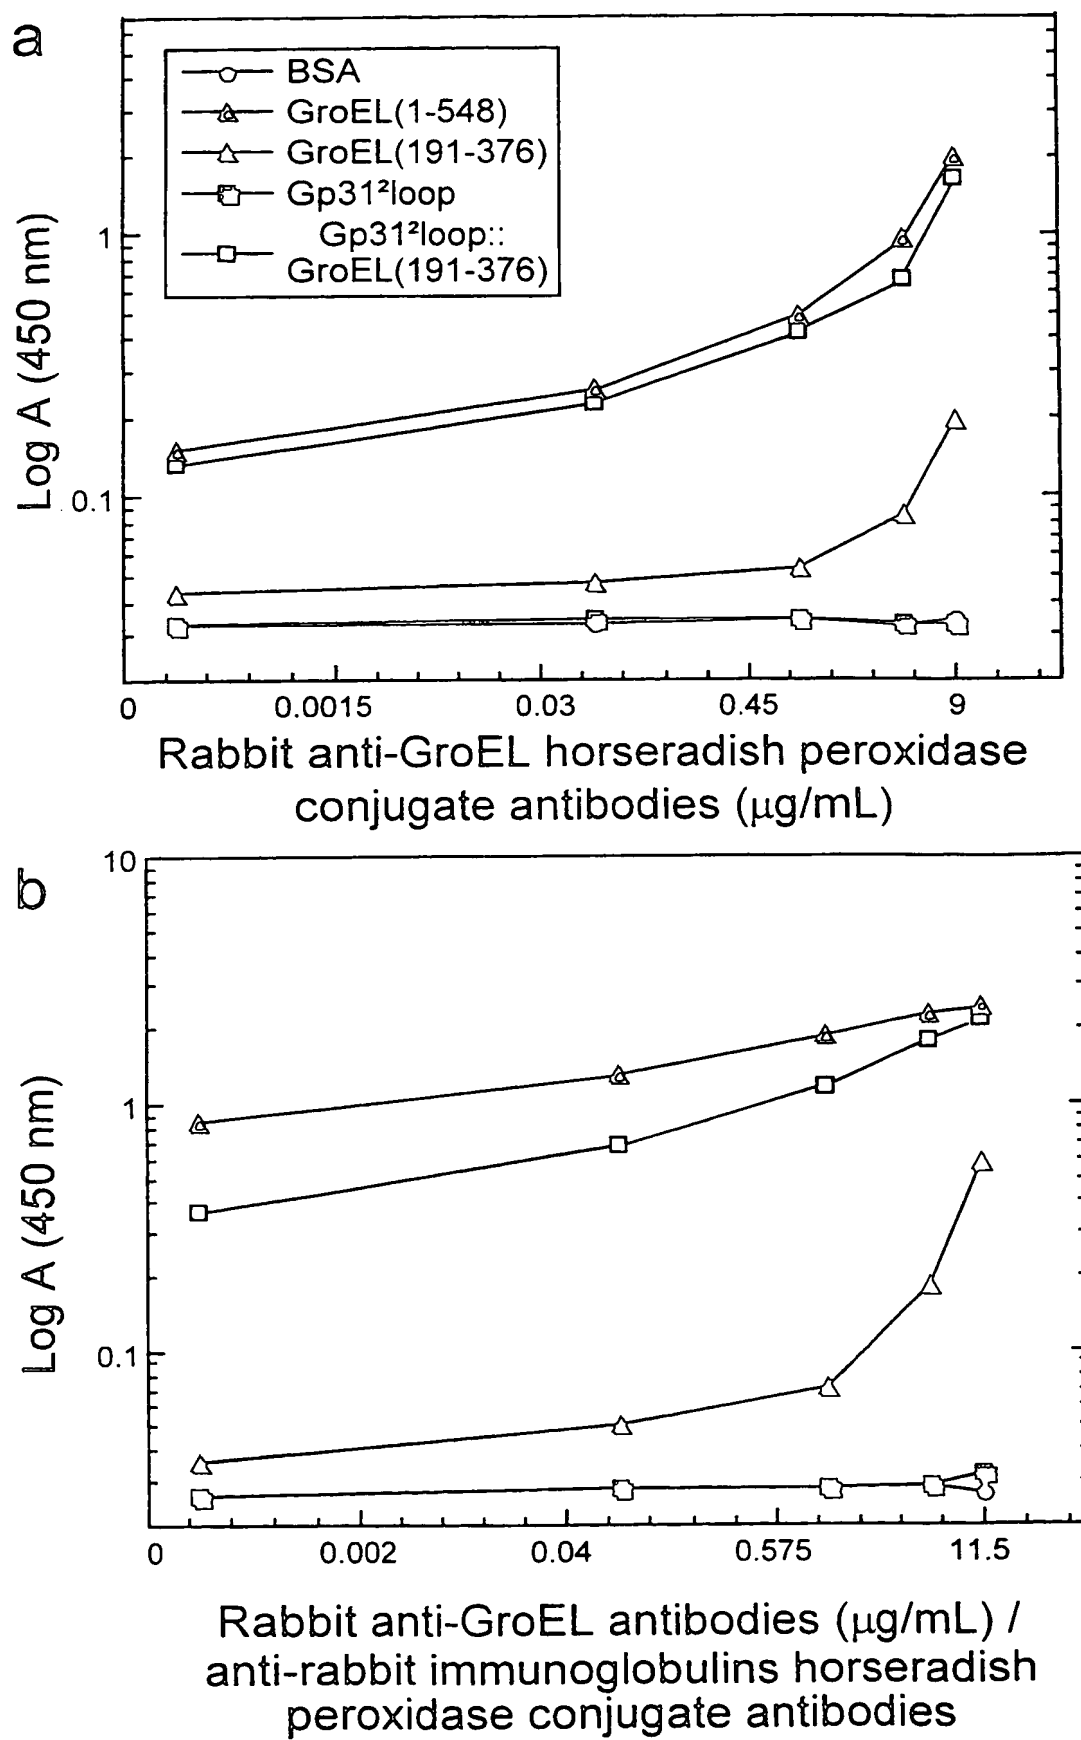 a
BSA
GroEL(1-548)
GroEL(191-376)
Gp31²loop
Gp31²loop::
GroEL(191-376)
Log A (450 nm)
1
0.1
0
0.0015
0.03
0.45
9
Rabbit anti-GroEL horseradish peroxidase
conjugate antibodies (µg/mL)
b
Log A (450 nm)
10
1
0.1
0
0.002
0.04
0.575
11.5
Rabbit anti-GroEL antibodies (µg/mL) /
anti-rabbit immunoglobulins horseradish
peroxidase conjugate antibodies